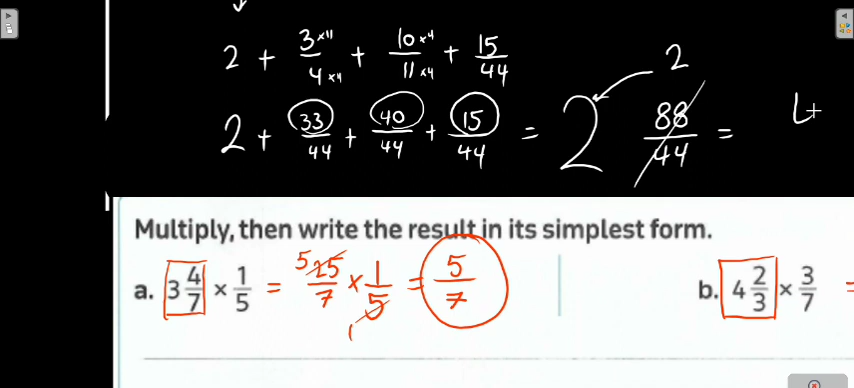 2 + 3×11/4×11 + 10×4/11×4 + 15/44
2
2 + 33/44 + 40/44 + 15/44 = 2 88/44 = 4
Multiply, then write the result in its simplest form.
a. 3 4/7 × 1/5 = 5 25/7 × 1/5 1 = 5/7
b. 4 2/3 × 3/7 =